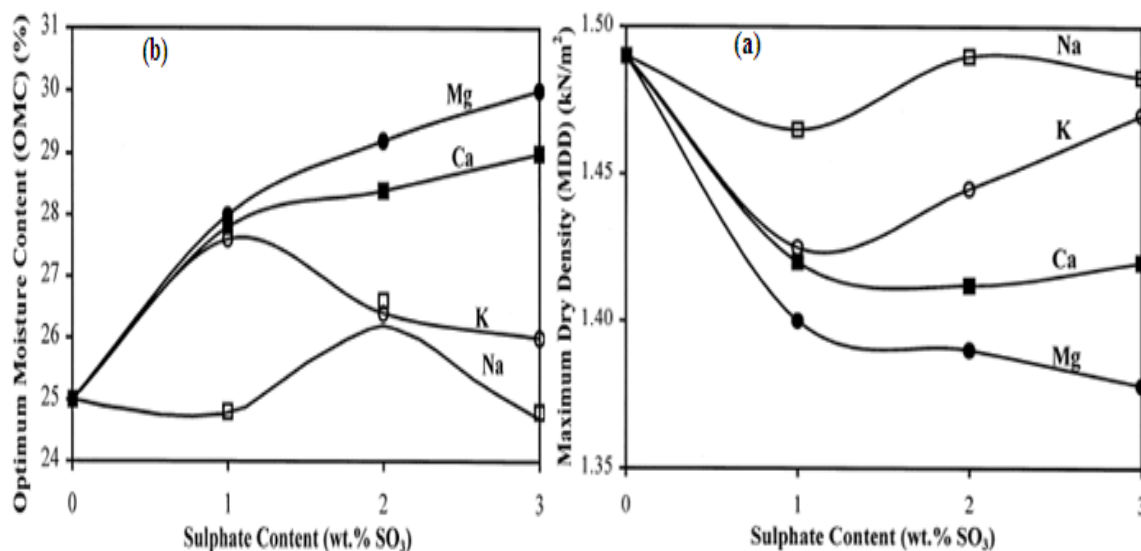 Optimum Moisture Content (OMC) (%)
31
30
29
28
27
26
25
24
(b)
Mg
Ca
K
Na
0
1
2
3
Sulphate Content (wt.% SO₃)
Maximum Dry Density (MDD) (kN/m²)
1.50
1.45
1.40
1.35
(a)
Na
K
Ca
Mg
0
1
2
3
Sulphate Content (wt.% SO₃)